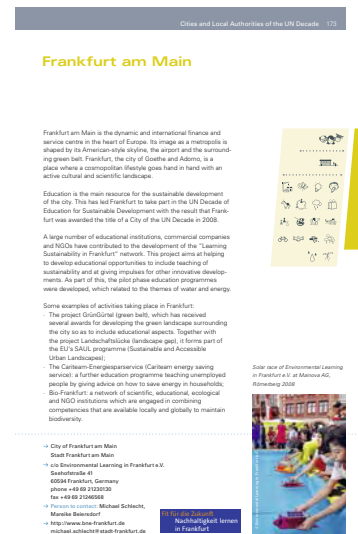 Cities and Local Authorities of the UN Decade 173
Frankfurt am Main
Frankfurt am Main is the dynamic and international finance and
service centre in the heart of Europe. Its image as a metropolis is
shaped by its American-style skyline, the airport and the surround-
ing green belt. Frankfurt, the city of Goethe and Adorno, is a
place where a cosmopolitan lifestyle goes hand in hand with an
active cultural and scientific landscape.
Education is the main resource for the sustainable development
of the city. This has led Frankfurt to take part in the UN Decade of
Education for Sustainable Development with the result that Frank-
furt was awarded the title of a City of the UN Decade in 2008.
A large number of educational institutions, commercial companies
and NGOs have contributed to the development of the "Learning
Sustainability in Frankfurt" network. This project aims at helping
to develop educational opportunities to include teaching of
sustainability and at giving impulses for other innovative develop-
ments. As part of this, the pilot phase education programmes
were developed, which related to the themes of water and energy.
Some examples of activities taking place in Frankfurt:
- The project GrünGürtel (green belt), which has received
several awards for developing the green landscape surrounding
the city so as to include educational aspects. Together with
the project Landschaftslücke (landscape gap), it forms part of
the EU's SAUL programme (Sustainable and Accessible
Urban Landscapes);
- The Cariteam-Energiesparservice (Cariteam energy saving
service): a further education programme teaching unemployed
people by giving advice on how to save energy in households;
- Bio-Frankfurt: a network of scientific, educational, ecological
and NGO institutions which are engaged in combining
competencies that are available locally and globally to maintain
biodiversity.
Solar race of Environmental Learning
in Frankfurt e.V. at Mainova AG,
Römerberg 2008
→ City of Frankfurt am Main
Stadt Frankfurt am Main
→ c/o Environmental Learning in Frankfurt e.V.
Seehofstraße 41
60594 Frankfurt, Germany
phone +49 69 21230130
fax +49 69 21246568
→ Person to contact: Michael Schlecht,
Mareike Beiersdorf
→ http://www.bne-frankfurt.de
michael.schlecht@stadt-frankfurt.de
Fit für die Zukunft
Nachhaltigkeit lernen
in Frankfurt